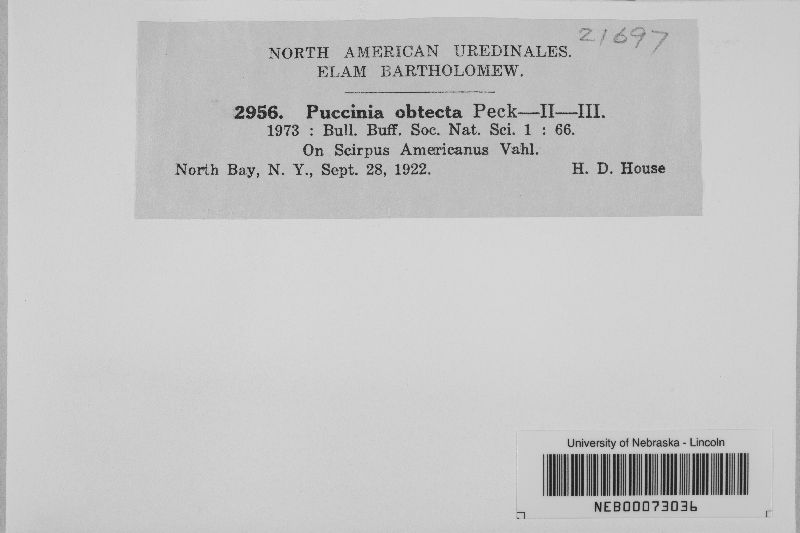 21697
NORTH AMERICAN UREDINALES.
ELAM BARTHOLOMEW.
2956. Puccinia obtecta Peck—II—III.
1973 : Bull. Buff. Soc. Nat. Sci. 1 : 66.
On Scirpus Americanus Vahl.
North Bay, N. Y., Sept. 28, 1922. H. D. House
University of Nebraska - Lincoln
NEB00073036